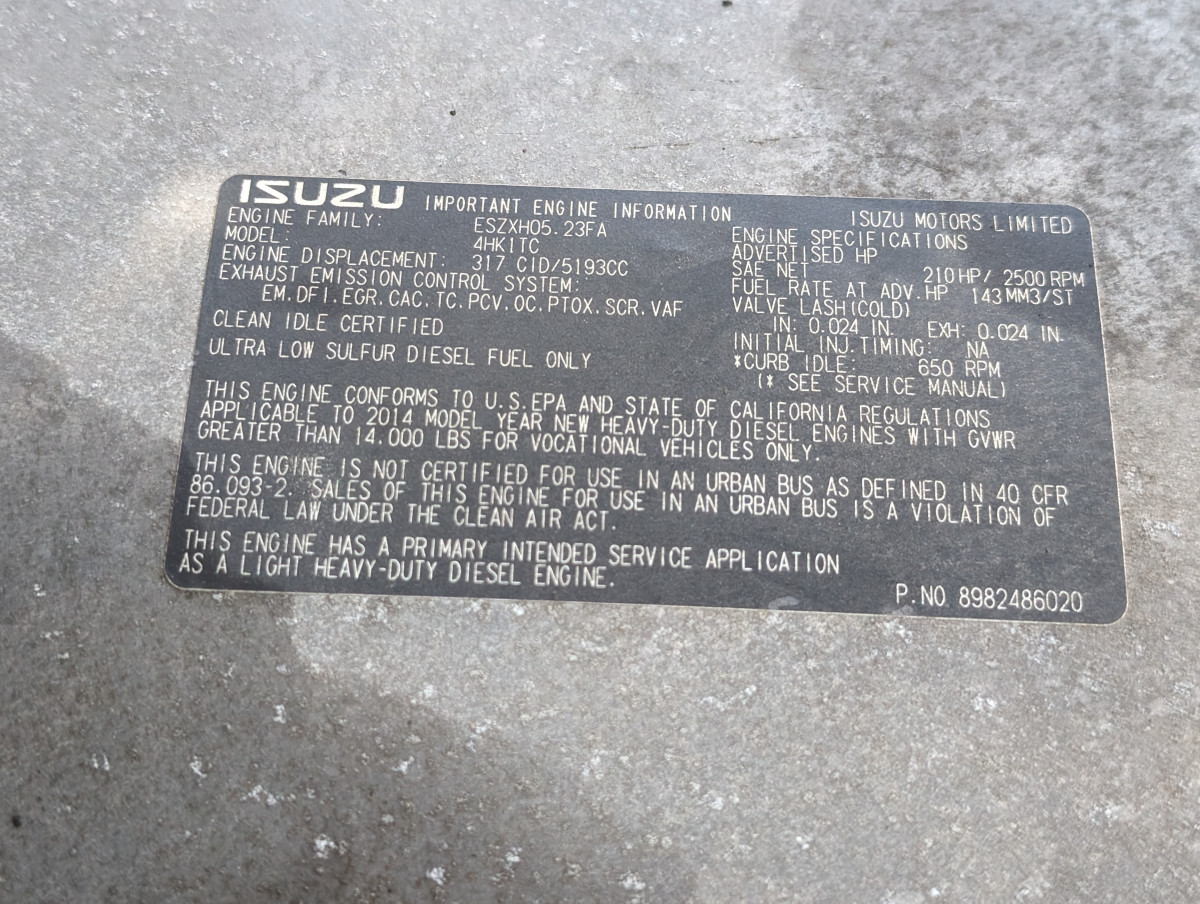 ISUZU IMPORTANT ENGINE INFORMATION ISUZU MOTORS LIMITED
ENGINE FAMILY: ESZXH05.23FA
MODEL: 4HK1TC
ENGINE DISPLACEMENT: 317 CID/5193CC
EXHAUST EMISSION CONTROL SYSTEM:
EM.DFI.EGR.CAC.TC.PCV.OC.PTOX.SCR.VAF
CLEAN IDLE CERTIFIED
ULTRA LOW SULFUR DIESEL FUEL ONLY
ENGINE SPECIFICATIONS
ADVERTISED HP
SAE NET 210HP/ 2500RPM
FUEL RATE AT ADV.HP 143MM3/ST
VALVE LASH(COLD)
IN: 0.024 IN. EXH: 0.024 IN.
INITIAL INJ.TIMING: NA
*CURB IDLE: 650 RPM
(* SEE SERVICE MANUAL)
THIS ENGINE CONFORMS TO U.S.EPA AND STATE OF CALIFORNIA REGULATIONS
APPLICABLE TO 2014 MODEL YEAR NEW HEAVY-DUTY DIESEL ENGINES WITH GVWR
GREATER THAN 14.000 LBS FOR VOCATIONAL VEHICLES ONLY.
THIS ENGINE IS NOT CERTIFIED FOR USE IN AN URBAN BUS AS DEFINED IN 40 CFR
86.093-2. SALES OF THIS ENGINE FOR USE IN AN URBAN BUS IS A VIOLATION OF
FEDERAL LAW UNDER THE CLEAN AIR ACT.
THIS ENGINE HAS A PRIMARY INTENDED SERVICE APPLICATION
AS A LIGHT HEAVY-DUTY DIESEL ENGINE.
P.NO 8982486020